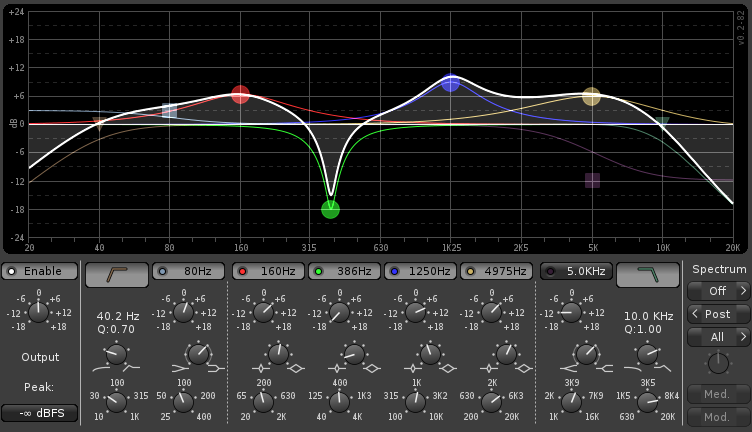 +24
+18
+12
+6
dB 0
-6
-12
-18
-24
v0.2-82
20 40 80 160 315 630 1K25 2K5 5K 10K 20K
Enable 80Hz 160Hz 386Hz 1250Hz 4975Hz 5.0KHz Spectrum
0 0 0 0 0 0 0
-6 +6 -6 +6 -6 +6 -6 +6 -6 +6 -6 +6 -6 +6 Off
-12 +12 40.2 Hz -12 +12 -12 +12 -12 +12 -12 +12 -12 +12 -12 +12 10.0 KHz Post
-18 +18 Q:0.70 -18 +18 -18 +18 -18 +18 -18 +18 -18 +18 -18 +18 Q:1.00
All
Output
Peak:
100 100 200 400 1K 2K 3K9 3K5
30 315 50 200 65 630 125 1K3 315 3K2 630 6K3 2K 7K9 1K5 8K4 Med.
-∞ dBFS
10 1K 25 400 20 2K 40 4K 100 10K 200 20K 1K 16K 630 20K Mod.